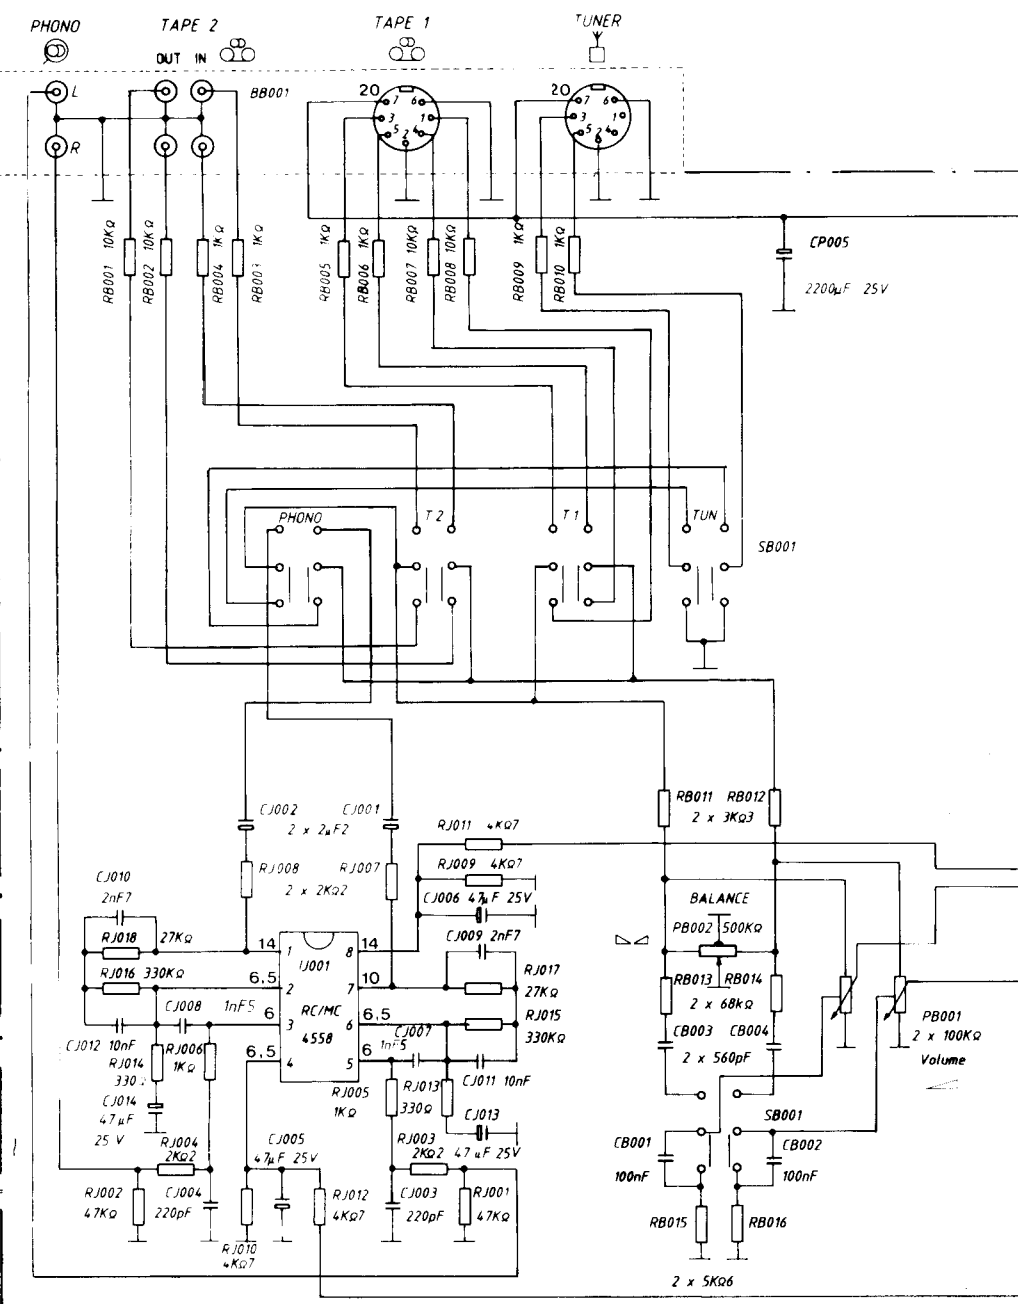 PHONO TAPE 2 TAPE 1 TUNER
OUT IN
L BB001 20 7 6 20 7 6
3 1 3 1
R 5 2 4 5 2 4
RB001 10KΩ
RB002 10KΩ
RB004 1KΩ
RB003 1KΩ
RB005 1KΩ
RB006 1KΩ
RB007 10KΩ
RB008 10KΩ
RB009 1KΩ
RB010 1KΩ
CP005
2200µF 25V
PHONO T2 T1 TUN
SB001
CJ002 CJ001
2 x 2µF2
RJ008 RJ007
2 x 2KΩ2
RJ011 4KΩ7
RJ009 4KΩ7
CJ006 47µF 25V
CJ009 2nF7
RB011 RB012
2 x 3KΩ3
BALANCE
PB002 500KΩ
CJ010
2nF7
RJ018 27KΩ
RJ016 330KΩ
CJ008 1nF5
14 1 IJ001 8 14
6,5 2 RC/MC 7 10
6 3 4558 6 6,5
6,5 4 5 6
RJ017
27KΩ
RJ015
330KΩ
CJ007
1nF5
CJ012 10nF
RJ014
330Ω
RJ006
1KΩ
CJ014
47µF
25 V
RJ005
1KΩ
RJ013
330Ω
CJ011 10nF
CJ013
47µF 25V
RB013 RB014
2 x 68kΩ
CB003 CB004
2 x 560pF
PB001
2 x 100KΩ
Volume
SB001
CB001
100nF
CB002
100nF
RJ004
2KΩ2
CJ005
47µF 25V
RJ003
2KΩ2
RJ002
47KΩ
CJ004
220pF
RJ010
4KΩ7
RJ012
4KΩ7
CJ003
220pF
RJ001
47KΩ
RB015 RB016
2 x 5KΩ6